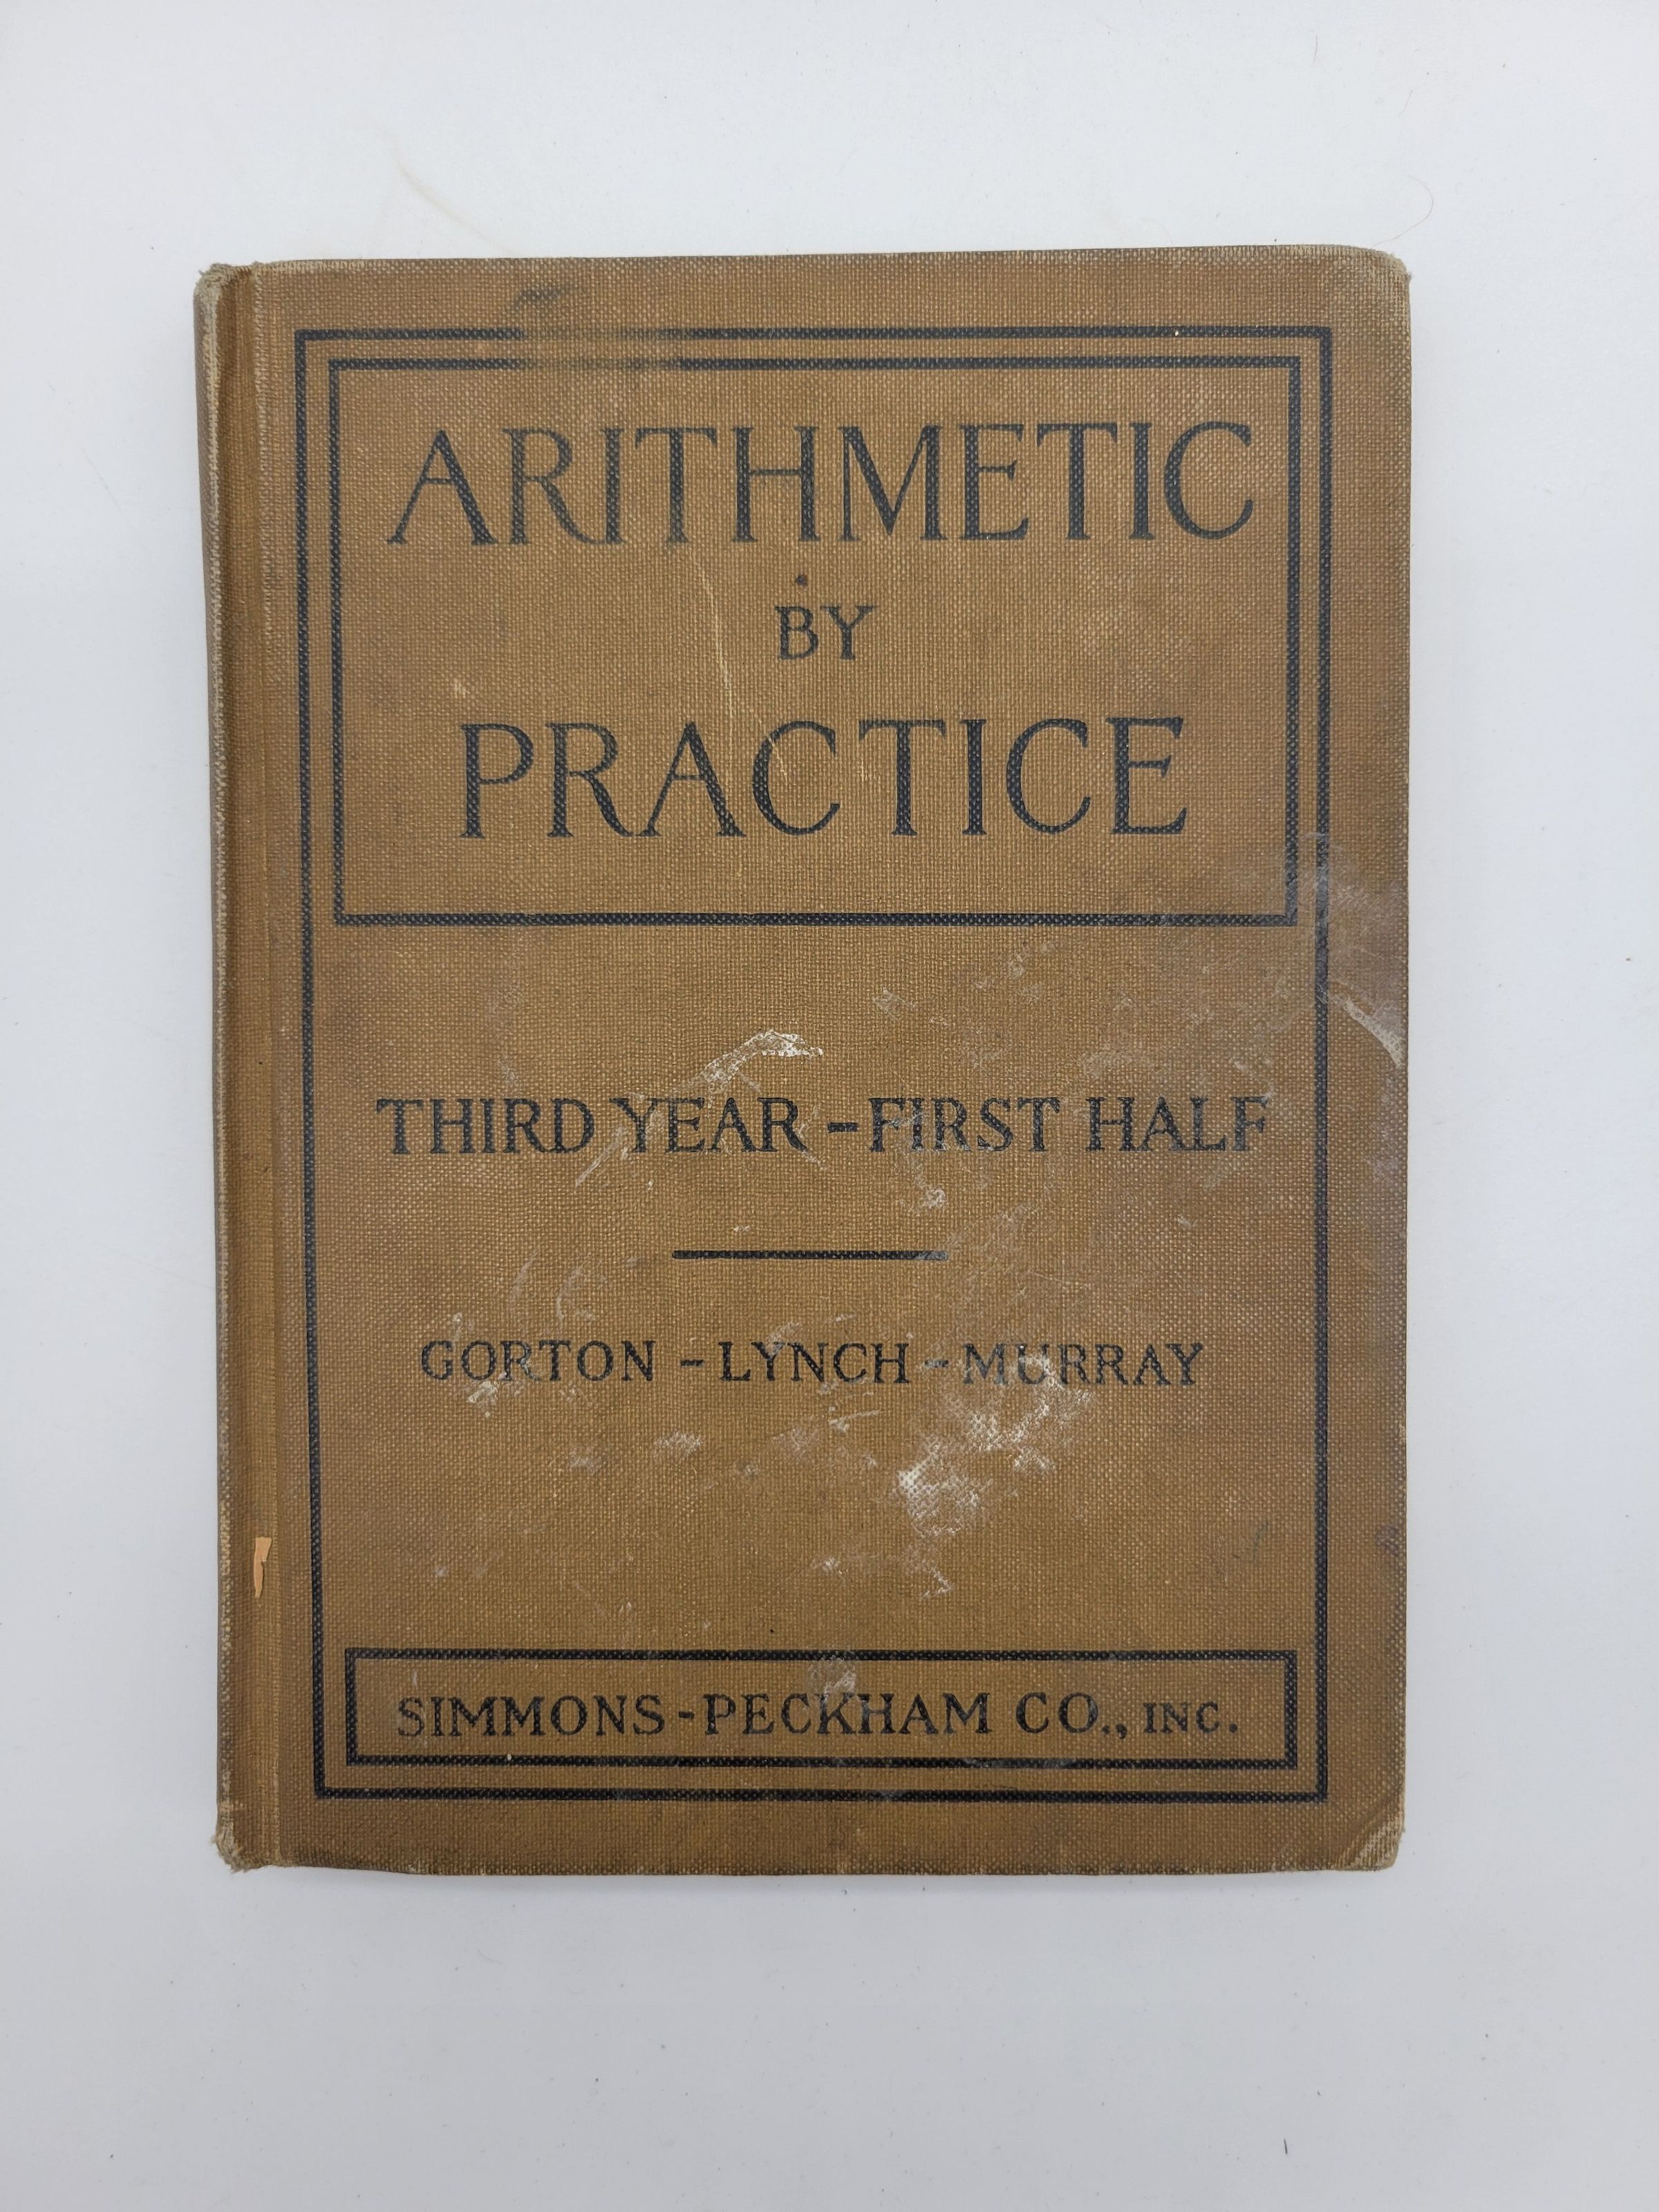 ARITHMETIC
BY
PRACTICE
THIRD YEAR - FIRST HALF
GORTON - LYNCH - MURRAY
SIMMONS - PECKHAM CO., INC.